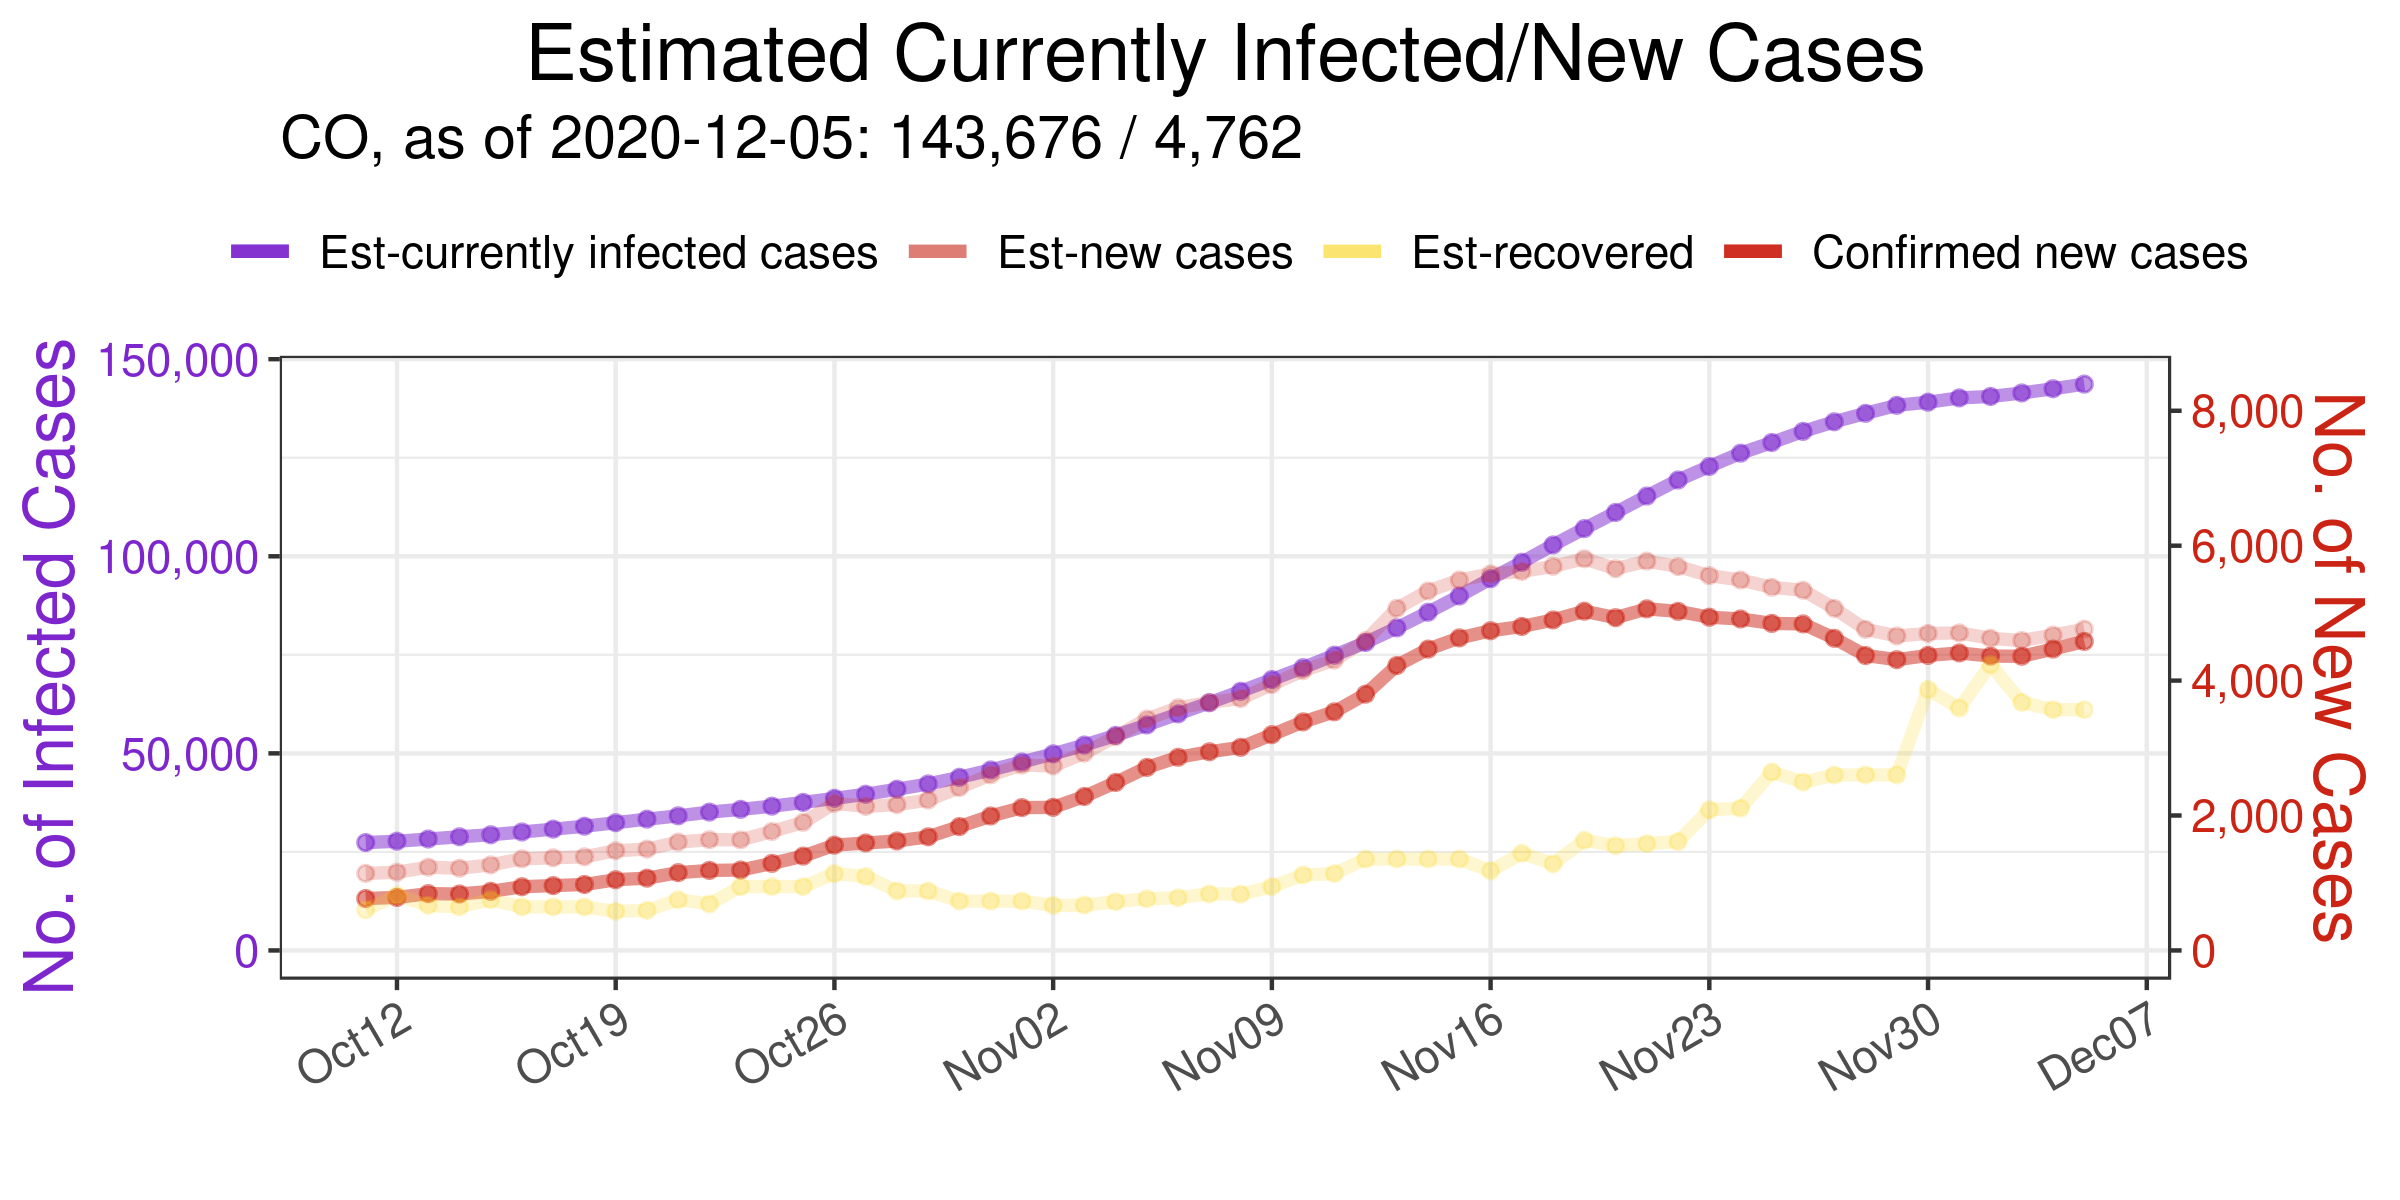 Estimated Currently Infected/New Cases
CO, as of 2020-12-05: 143,676 / 4,762
Est-currently infected cases Est-new cases Est-recovered Confirmed new cases
No. of Infected Cases
150,000
100,000
50,000
0
8,000
6,000
4,000
2,000
0
No. of New Cases
Oct12 Oct19 Oct26 Nov02 Nov09 Nov16 Nov23 Nov30 Dec07